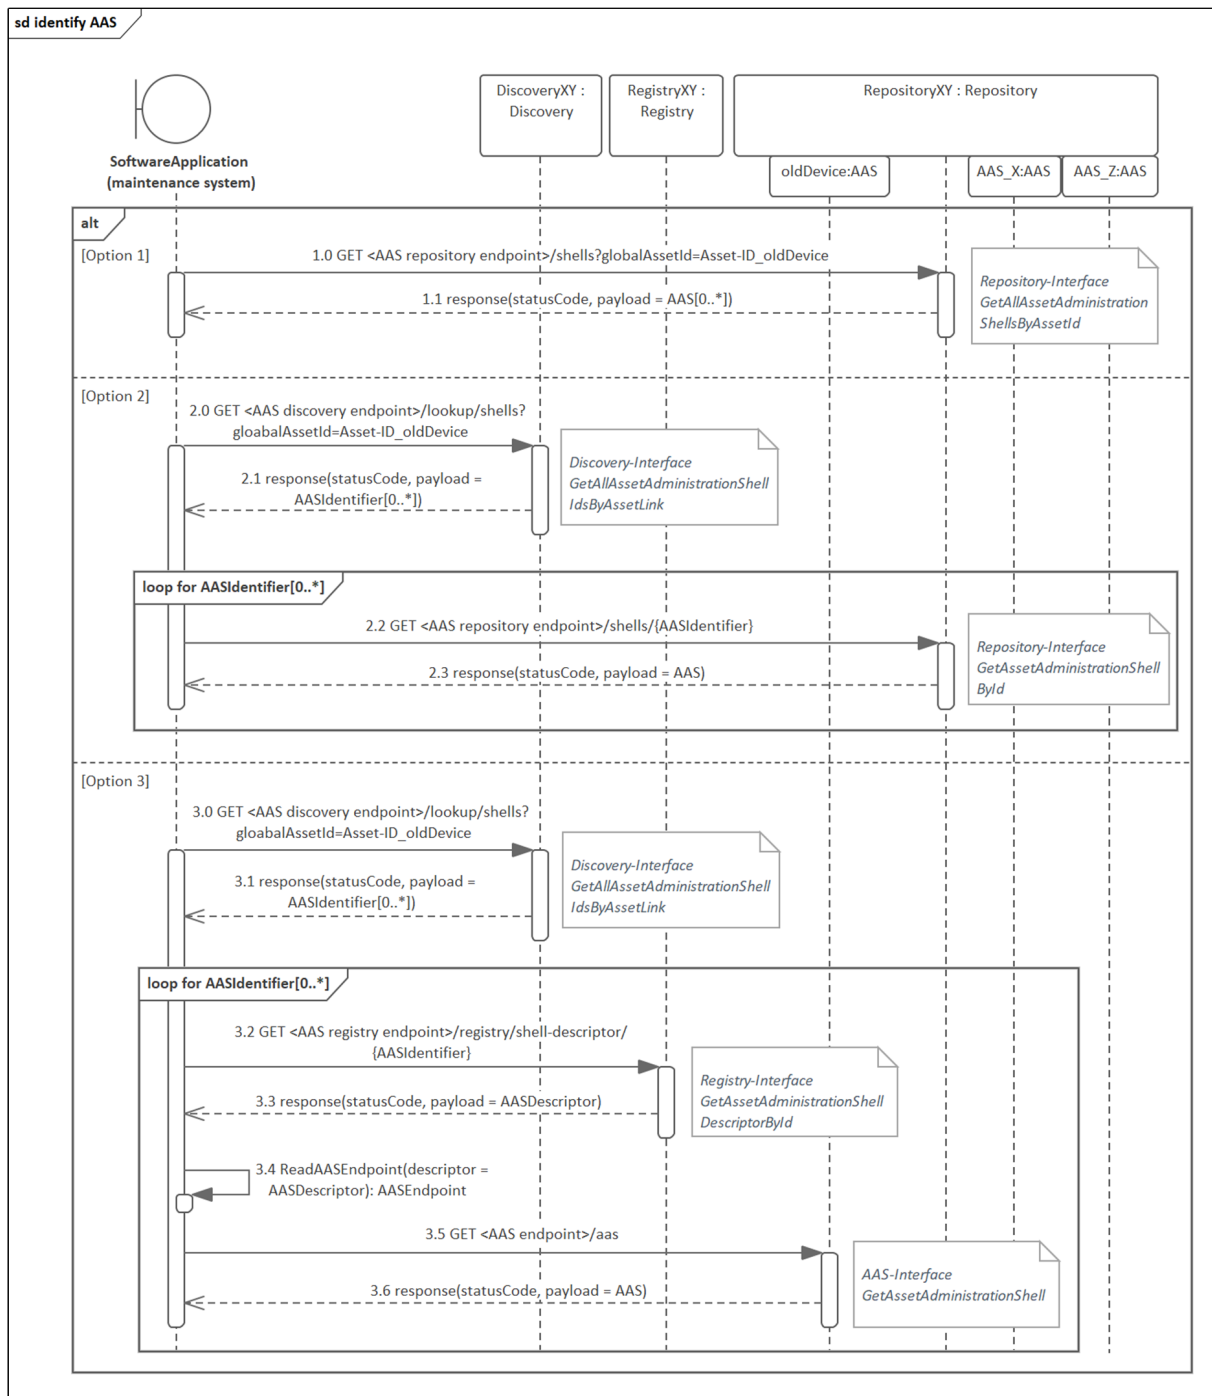 sd identify AAS
DiscoveryXY :
Discovery
RegistryXY :
Registry
RepositoryXY : Repository
SoftwareApplication
(maintenance system)
oldDevice:AAS
AAS_X:AAS
AAS_Z:AAS
alt
[Option 1]
1.0 GET <AAS repository endpoint>/shells?globalAssetId=Asset-ID_oldDevice
1.1 response(statusCode, payload = AAS[0..*])
Repository-Interface
GetAllAssetAdministration
ShellsByAssetId
[Option 2]
2.0 GET <AAS discovery endpoint>/lookup/shells?
gloabalAssetId=Asset-ID_oldDevice
2.1 response(statusCode, payload =
AASIdentifier[0..*])
Discovery-Interface
GetAllAssetAdministrationShell
IdsByAssetLink
loop for AASIdentifier[0..*]
2.2 GET <AAS repository endpoint>/shells/{AASIdentifier}
2.3 response(statusCode, payload = AAS)
Repository-Interface
GetAssetAdministrationShell
ById
[Option 3]
3.0 GET <AAS discovery endpoint>/lookup/shells?
gloabalAssetId=Asset-ID_oldDevice
3.1 response(statusCode, payload =
AASIdentifier[0..*])
Discovery-Interface
GetAllAssetAdministrationShell
IdsByAssetLink
loop for AASIdentifier[0..*]
3.2 GET <AAS registry endpoint>/registry/shell-descriptor/
{AASIdentifier}
3.3 response(statusCode, payload = AASDescriptor)
Registry-Interface
GetAssetAdministrationShell
DescriptorById
3.4 ReadAASEndpoint(descriptor =
AASDescriptor): AASEndpoint
3.5 GET <AAS endpoint>/aas
3.6 response(statusCode, payload = AAS)
AAS-Interface
GetAssetAdministrationShell